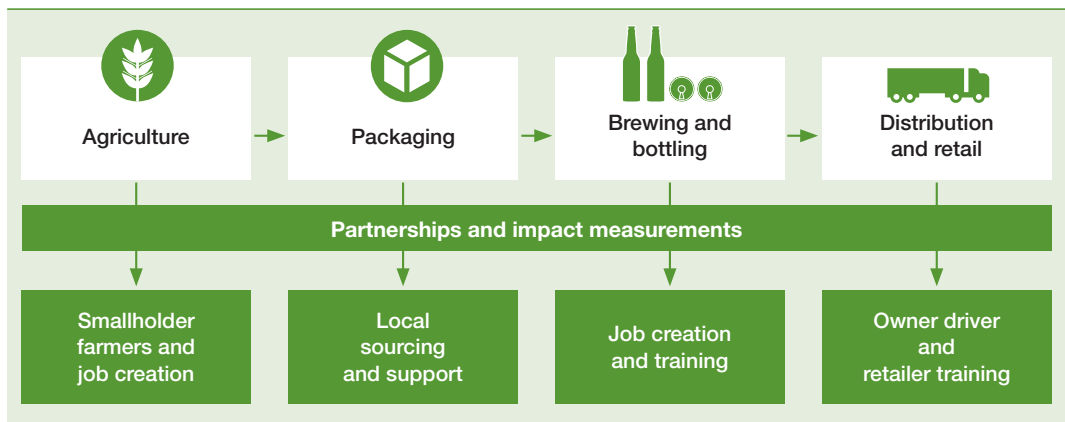 Agriculture
Packaging
Brewing and
bottling
Distribution
and retail
Partnerships and impact measurements
Smallholder
farmers and
job creation
Local
sourcing
and support
Job creation
and training
Owner driver
and
retailer training